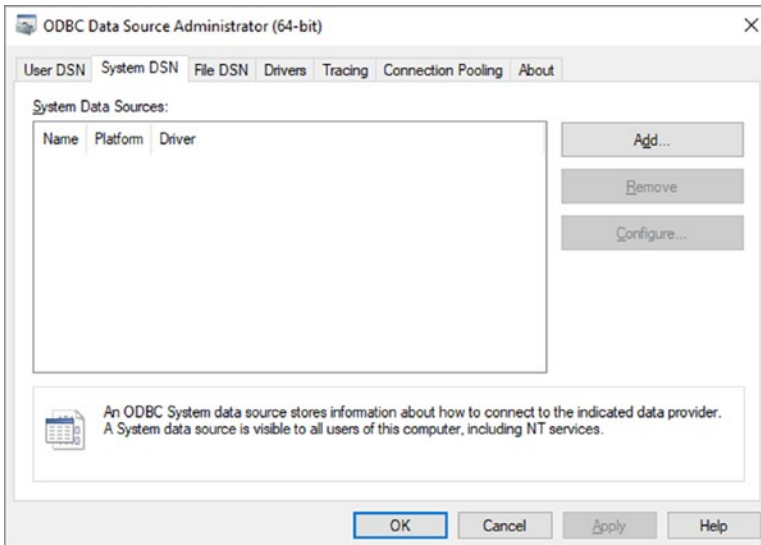 ODBC Data Source Administrator (64-bit)
User DSN System DSN File DSN Drivers Tracing Connection Pooling About
System Data Sources:
Name Platform Driver
Add...
Remove
Configure...
An ODBC System data source stores information about how to connect to the indicated data provider.
A System data source is visible to all users of this computer, including NT services.
OK Cancel Apply Help